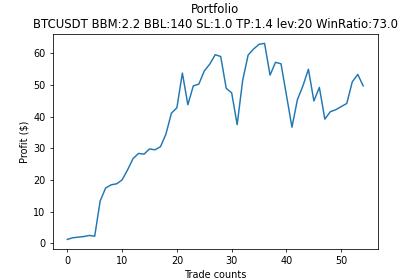 Portfolio
BTCUSDT BBM:2.2 BBL:140 SL:1.0 TP:1.4 lev:20 WinRatio:73.0
60
50
40
30
20
10
0
Profit ($)
0 10 20 30 40 50
Trade counts